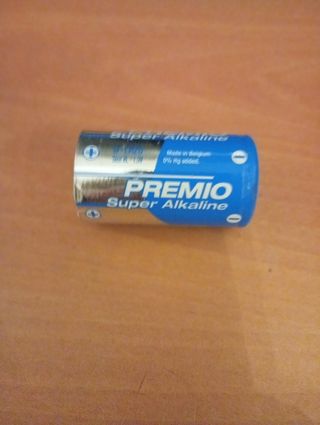 Super Alkaline
Made in Belgium.
0% Hg added.
PREMIO
Super Alkaline